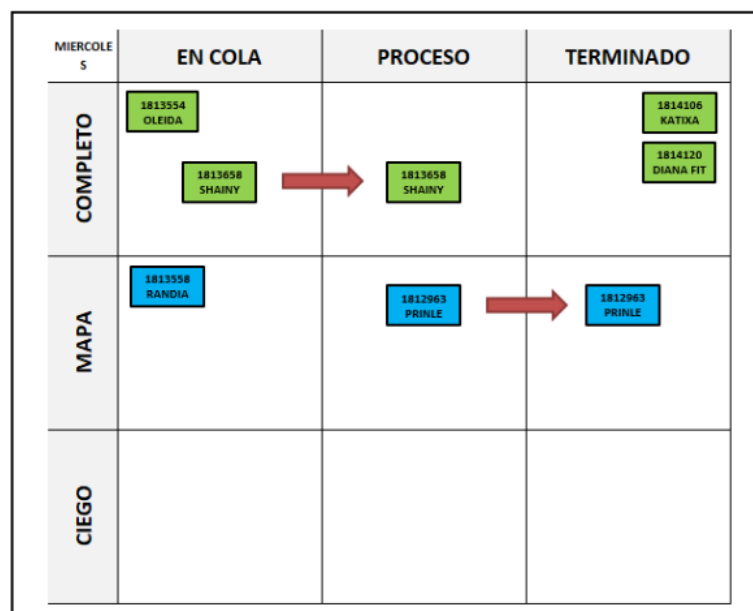 MIERCOLE
S
EN COLA
PROCESO
TERMINADO
COMPLETO
1813554
OLEIDA
1813658
SHAINY
1813658
SHAINY
1814106
KATIXA
1814120
DIANA FIT
MAPA
1813558
RANDIA
1812963
PRINLE
1812963
PRINLE
CIEGO